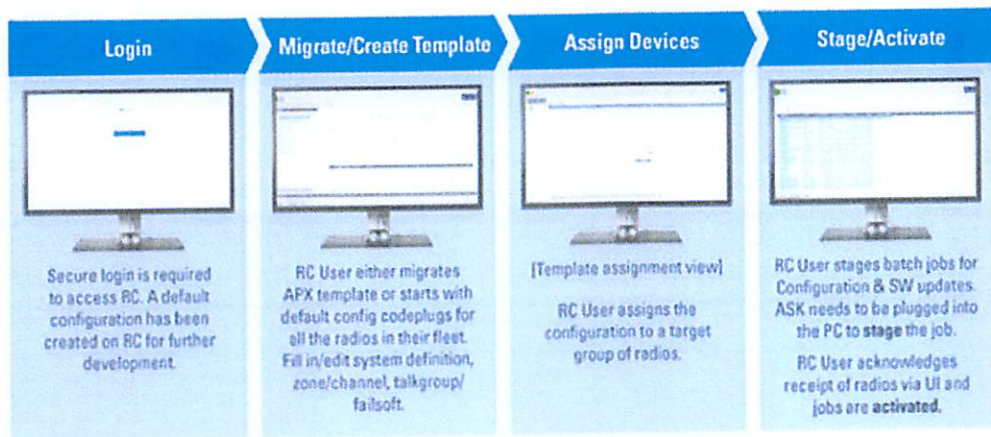 Login
Secure login is required
to access RC. A default
configuration has been
created on RC for further
development.
Migrate/Create Template
RC User either migrates
APX template or starts with
default config codeplugs for
all the radios in their fleet.
Fill in/edit system definition,
zone/channel, talkgroup/
failsoft.
Assign Devices
[Template assignment view]
RC User assigns the
configuration to a target
group of radios.
Stage/Activate
RC User stages batch jobs for
Configuration & SW updates.
ASK needs to be plugged into
the PC to stage the job.
RC User acknowledges
receipt of radios via UI and
jobs are activated.